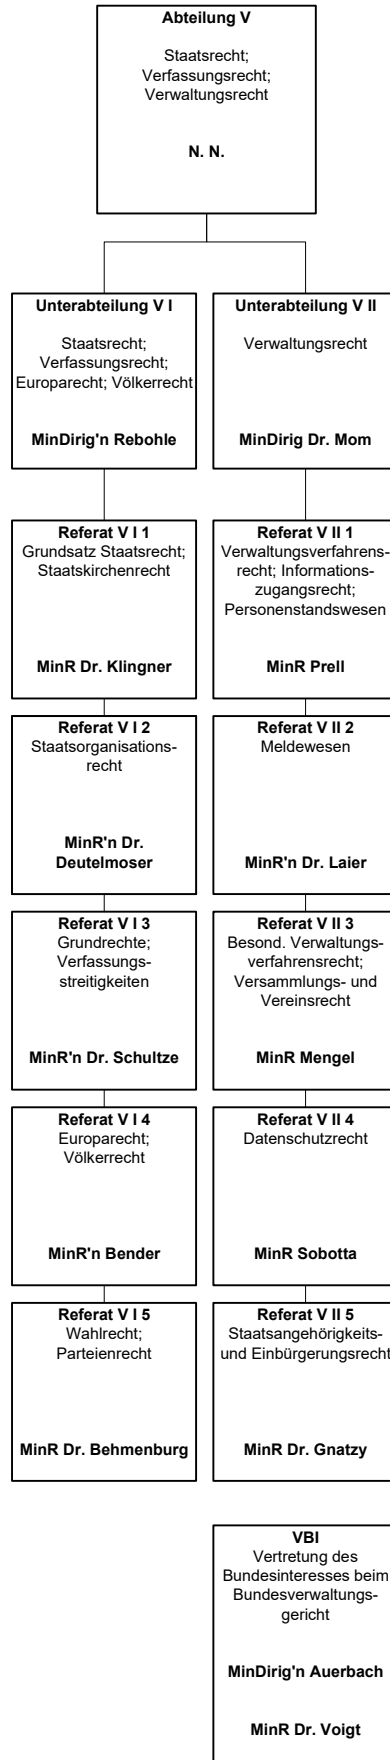 Abteilung V
Staatsrecht;
Verfassungsrecht;
Verwaltungsrecht
N. N.
Unterabteilung V I
Staatsrecht;
Verfassungsrecht;
Europarecht; Völkerrecht
MinDirig'n Rebohle
Unterabteilung V II
Verwaltungsrecht
MinDirig Dr. Mom
Referat V I 1
Grundsatz Staatsrecht;
Staatskirchenrecht
MinR Dr. Klingner
Referat V II 1
Verwaltungsverfahrens-
recht; Informations-
zugangsrecht;
Personenstandswesen
MinR Prell
Referat V I 2
Staatsorganisations-
recht
MinR'n Dr.
Deutelmoser
Referat V II 2
Meldewesen
MinR'n Dr. Laier
Referat V I 3
Grundrechte;
Verfassungs-
streitigkeiten
MinR'n Dr. Schultze
Referat V II 3
Besond. Verwaltungs-
verfahrensrecht;
Versammlungs- und
Vereinsrecht
MinR Mengel
Referat V I 4
Europarecht;
Völkerrecht
MinR'n Bender
Referat V II 4
Datenschutzrecht
MinR Sobotta
Referat V I 5
Wahlrecht;
Parteienrecht
MinR Dr. Behmenburg
Referat V II 5
Staatsangehörigkeits-
und Einbürgerungsrecht
MinR Dr. Gnatzy
VBI
Vertretung des
Bundesinteresses beim
Bundesverwaltungs-
gericht
MinDirig'n Auerbach
MinR Dr. Voigt